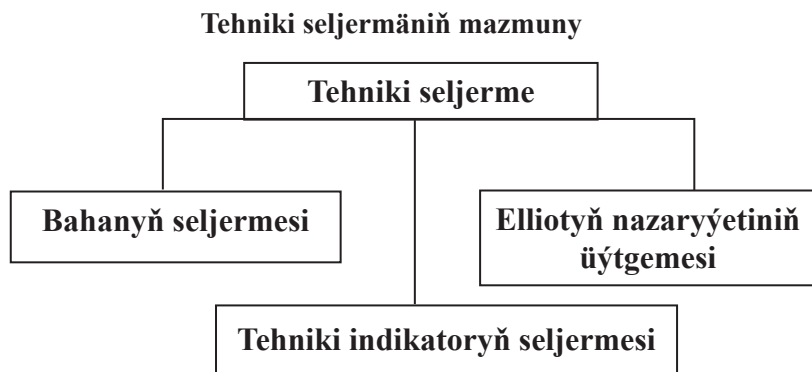 Tehniki seljermäniň mazmuny
Tehniki seljerme
Bahanyň seljermesi
Elliotyň nazaryýetiniň
üýtgemesi
Tehniki indikatoryň seljermesi